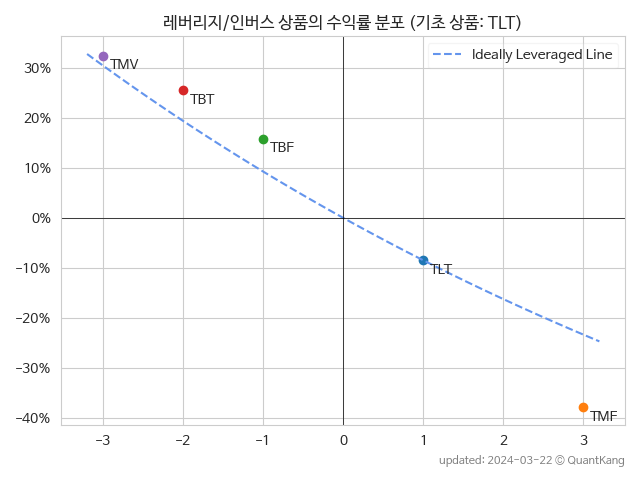 레버리지/인버스 상품의 수익률 분포 (기초 상품: TLT)
Ideally Leveraged Line
30%
20%
10%
0%
−10%
−20%
−30%
−40%
TMV
TBT
TBF
TLT
TMF
−3
−2
−1
0
1
2
3
updated: 2024-03-22 © QuantKang